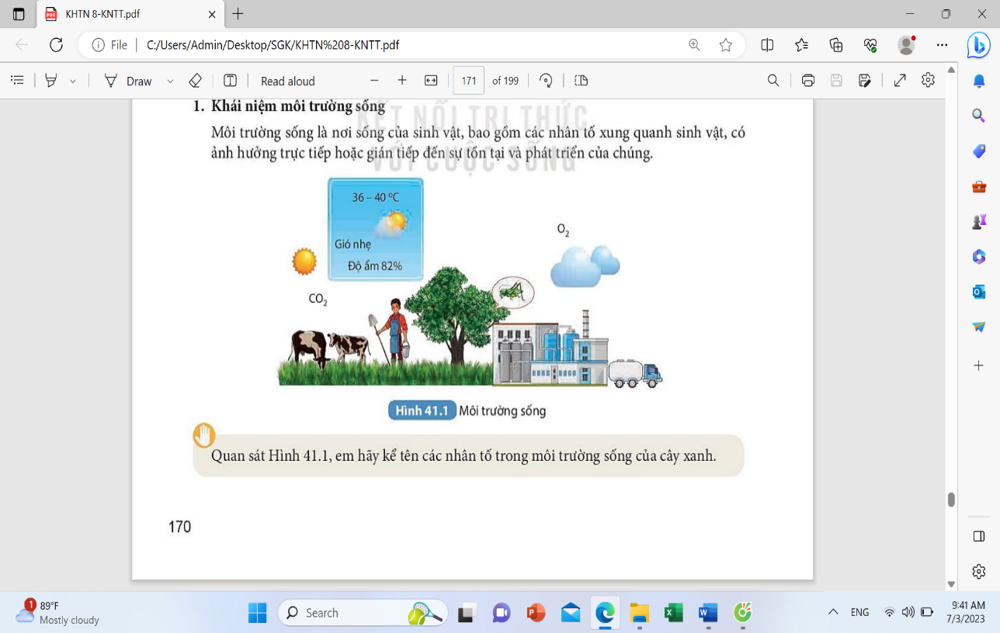 KHTN 8-KNTT.pdf
File
C:/Users/Admin/Desktop/SGK/KHTN%208-KNTT.pdf
Draw
Read aloud
171 of 199
1. Khái niệm môi trường sống
KẾT NỐI TRI THỨC
Môi trường sống là nơi sống của sinh vật, bao gồm các nhân tố xung quanh sinh vật, có
ảnh hưởng trực tiếp hoặc gián tiếp đến sự tồn tại và phát triển của chúng.
VỚI CUỘC SỐNG
36 – 40 ⁰C
Gió nhẹ
Độ ẩm 82%
O₂
CO₂
Hình 41.1 Môi trường sống
Quan sát Hình 41.1, em hãy kể tên các nhân tố trong môi trường sống của cây xanh.
170
1
89°F
Mostly cloudy
Search
ENG
9:41 AM
7/3/2023